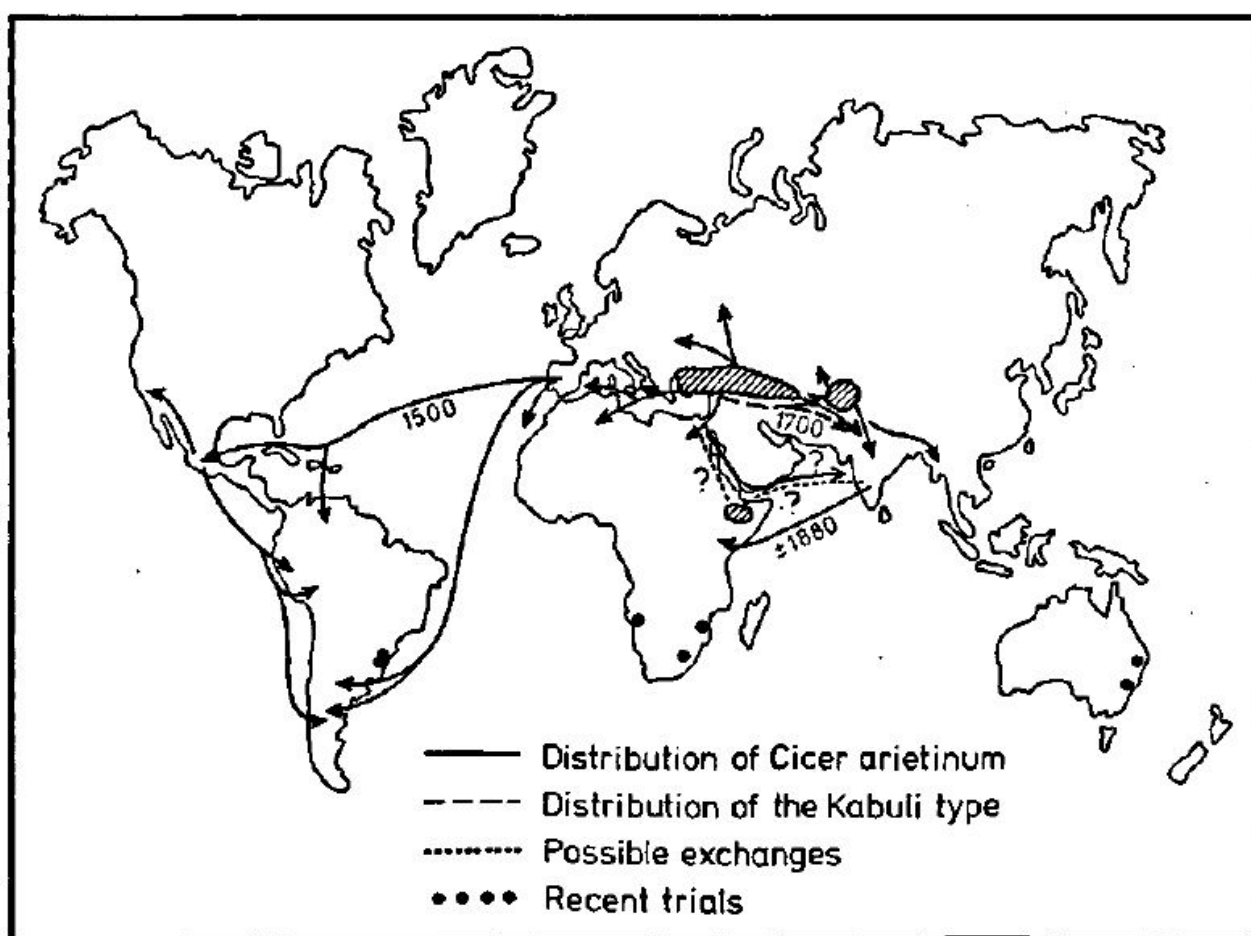 1500
1700
?
?
?
±1880
Distribution of Cicer arietinum
Distribution of the Kabuli type
Possible exchanges
Recent trials